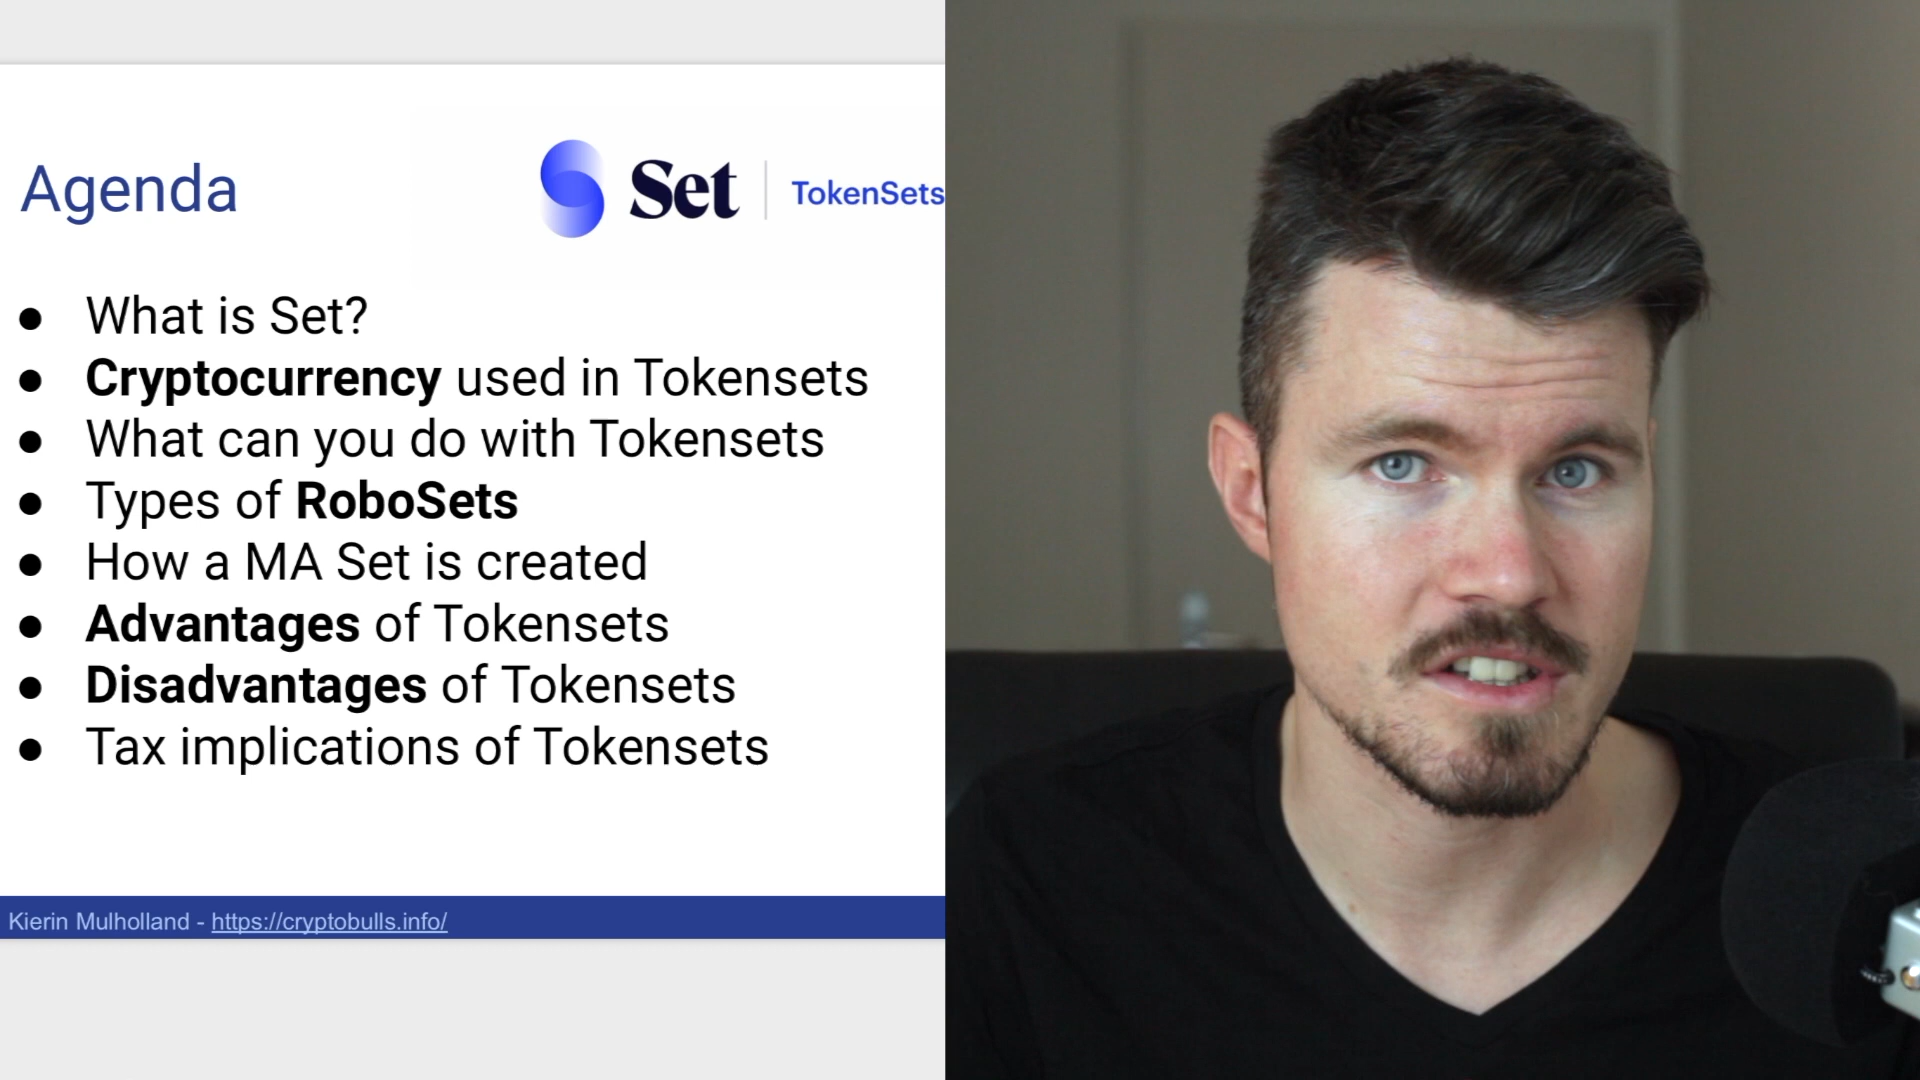 Agenda
Set | TokenSets
● What is Set?
● Cryptocurrency used in Tokensets
● What can you do with Tokensets
● Types of RoboSets
● How a MA Set is created
● Advantages of Tokensets
● Disadvantages of Tokensets
● Tax implications of Tokensets
Kierin Mulholland - https://cryptobulls.info/